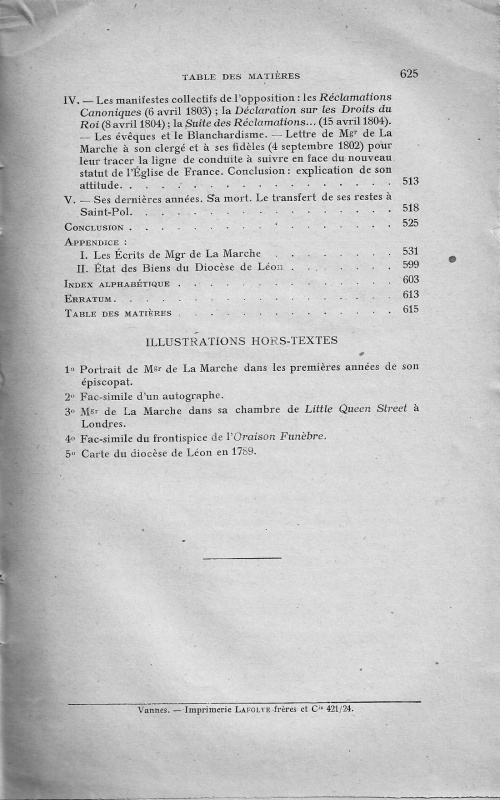 TABLE DES MATIÈRES 625
IV. — Les manifestes collectifs de l'opposition : les Réclamations
Canoniques (6 avril 1803) ; la Déclaration sur les Droits du
Roi (8 avril 1804) ; la Suite des Réclamations... (15 avril 1804).
— Les évêques et le Blanchardisme. — Lettre de Mgr de La
Marche à son clergé et à ses fidèles (4 septembre 1802) pour
leur tracer la ligne de conduite à suivre en face du nouveau
statut de l'Église de France. Conclusion : explication de son
attitude. . . . . . . . . . . . . . . . . 513
V. — Ses dernières années. Sa mort. Le transfert de ses restes à
Saint-Pol. . . . . . . . . . . . . . . . . 518
CONCLUSION . . . . . . . . . . . . . . . . 525
APPENDICE :
I. Les Écrits de Mgr de La Marche . . . . . . . 531
II. État des Biens du Diocèse de Léon . . . . . . . 599
INDEX ALPHABÉTIQUE . . . . . . . . . . . . . 603
ERRATUM. . . . . . . . . . . . . . . . . 613
TABLE DES MATIÈRES . . . . . . . . . . . . . 615
ILLUSTRATIONS HORS-TEXTES
1o Portrait de Mgr de La Marche dans les premières années de son
épiscopat.
2o Fac-simile d'un autographe.
3o Mgr de La Marche dans sa chambre de Little Queen Street à
Londres.
4o Fac-simile du frontispice de l'Oraison Funèbre.
5o Carte du diocèse de Léon en 1789.
Vannes. — Imprimerie LAFOLYE frères et Cie 421/24.